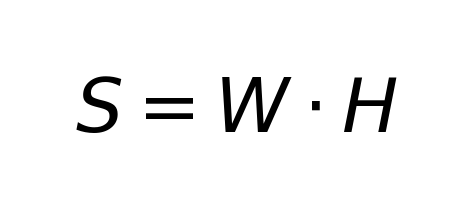 S = W · H